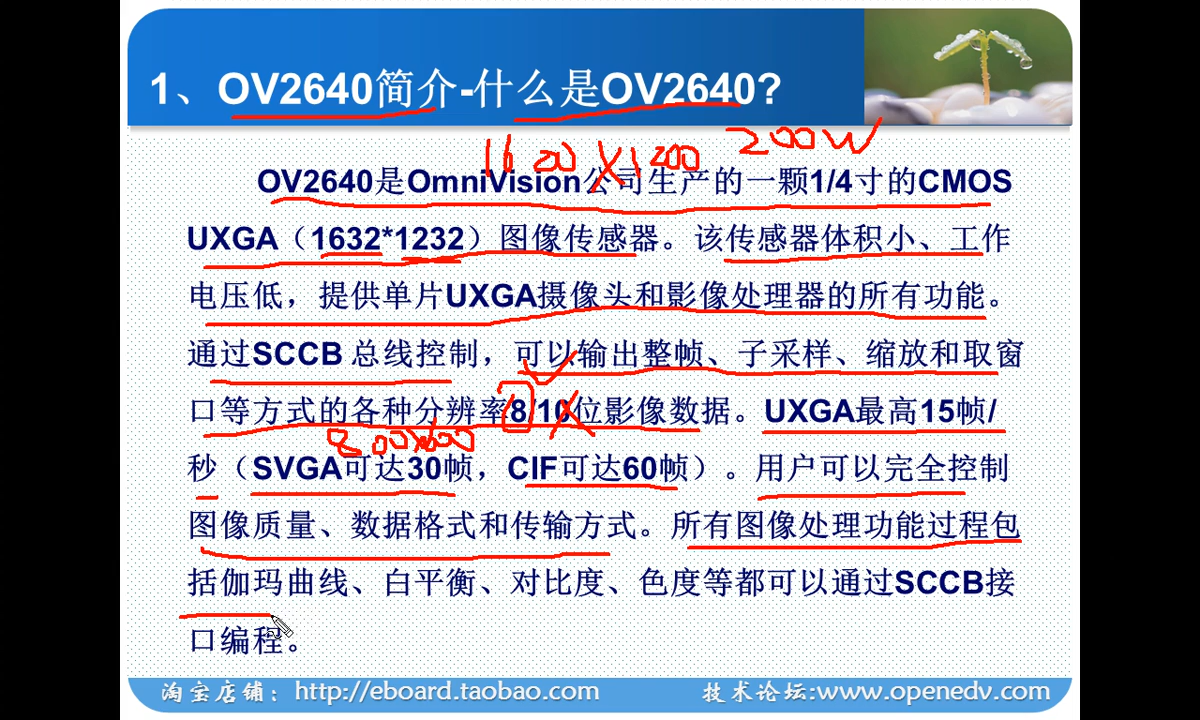 1、OV2640简介-什么是OV2640?
1600X1200 200W
OV2640是OmniVision公司生产的一颗1/4寸的CMOS
UXGA（1632*1232）图像传感器。该传感器体积小、工作
电压低，提供单片UXGA摄像头和影像处理器的所有功能。
通过SCCB 总线控制，可以输出整帧、子采样、缩放和取窗
口等方式的各种分辨率8/10位影像数据。UXGA最高15帧/
800x600
秒（SVGA可达30帧，CIF可达60帧）。用户可以完全控制
图像质量、数据格式和传输方式。所有图像处理功能过程包
括伽玛曲线、白平衡、对比度、色度等都可以通过SCCB接
口编程。
淘宝店铺：http://eboard.taobao.com 技术论坛:www.openedv.com